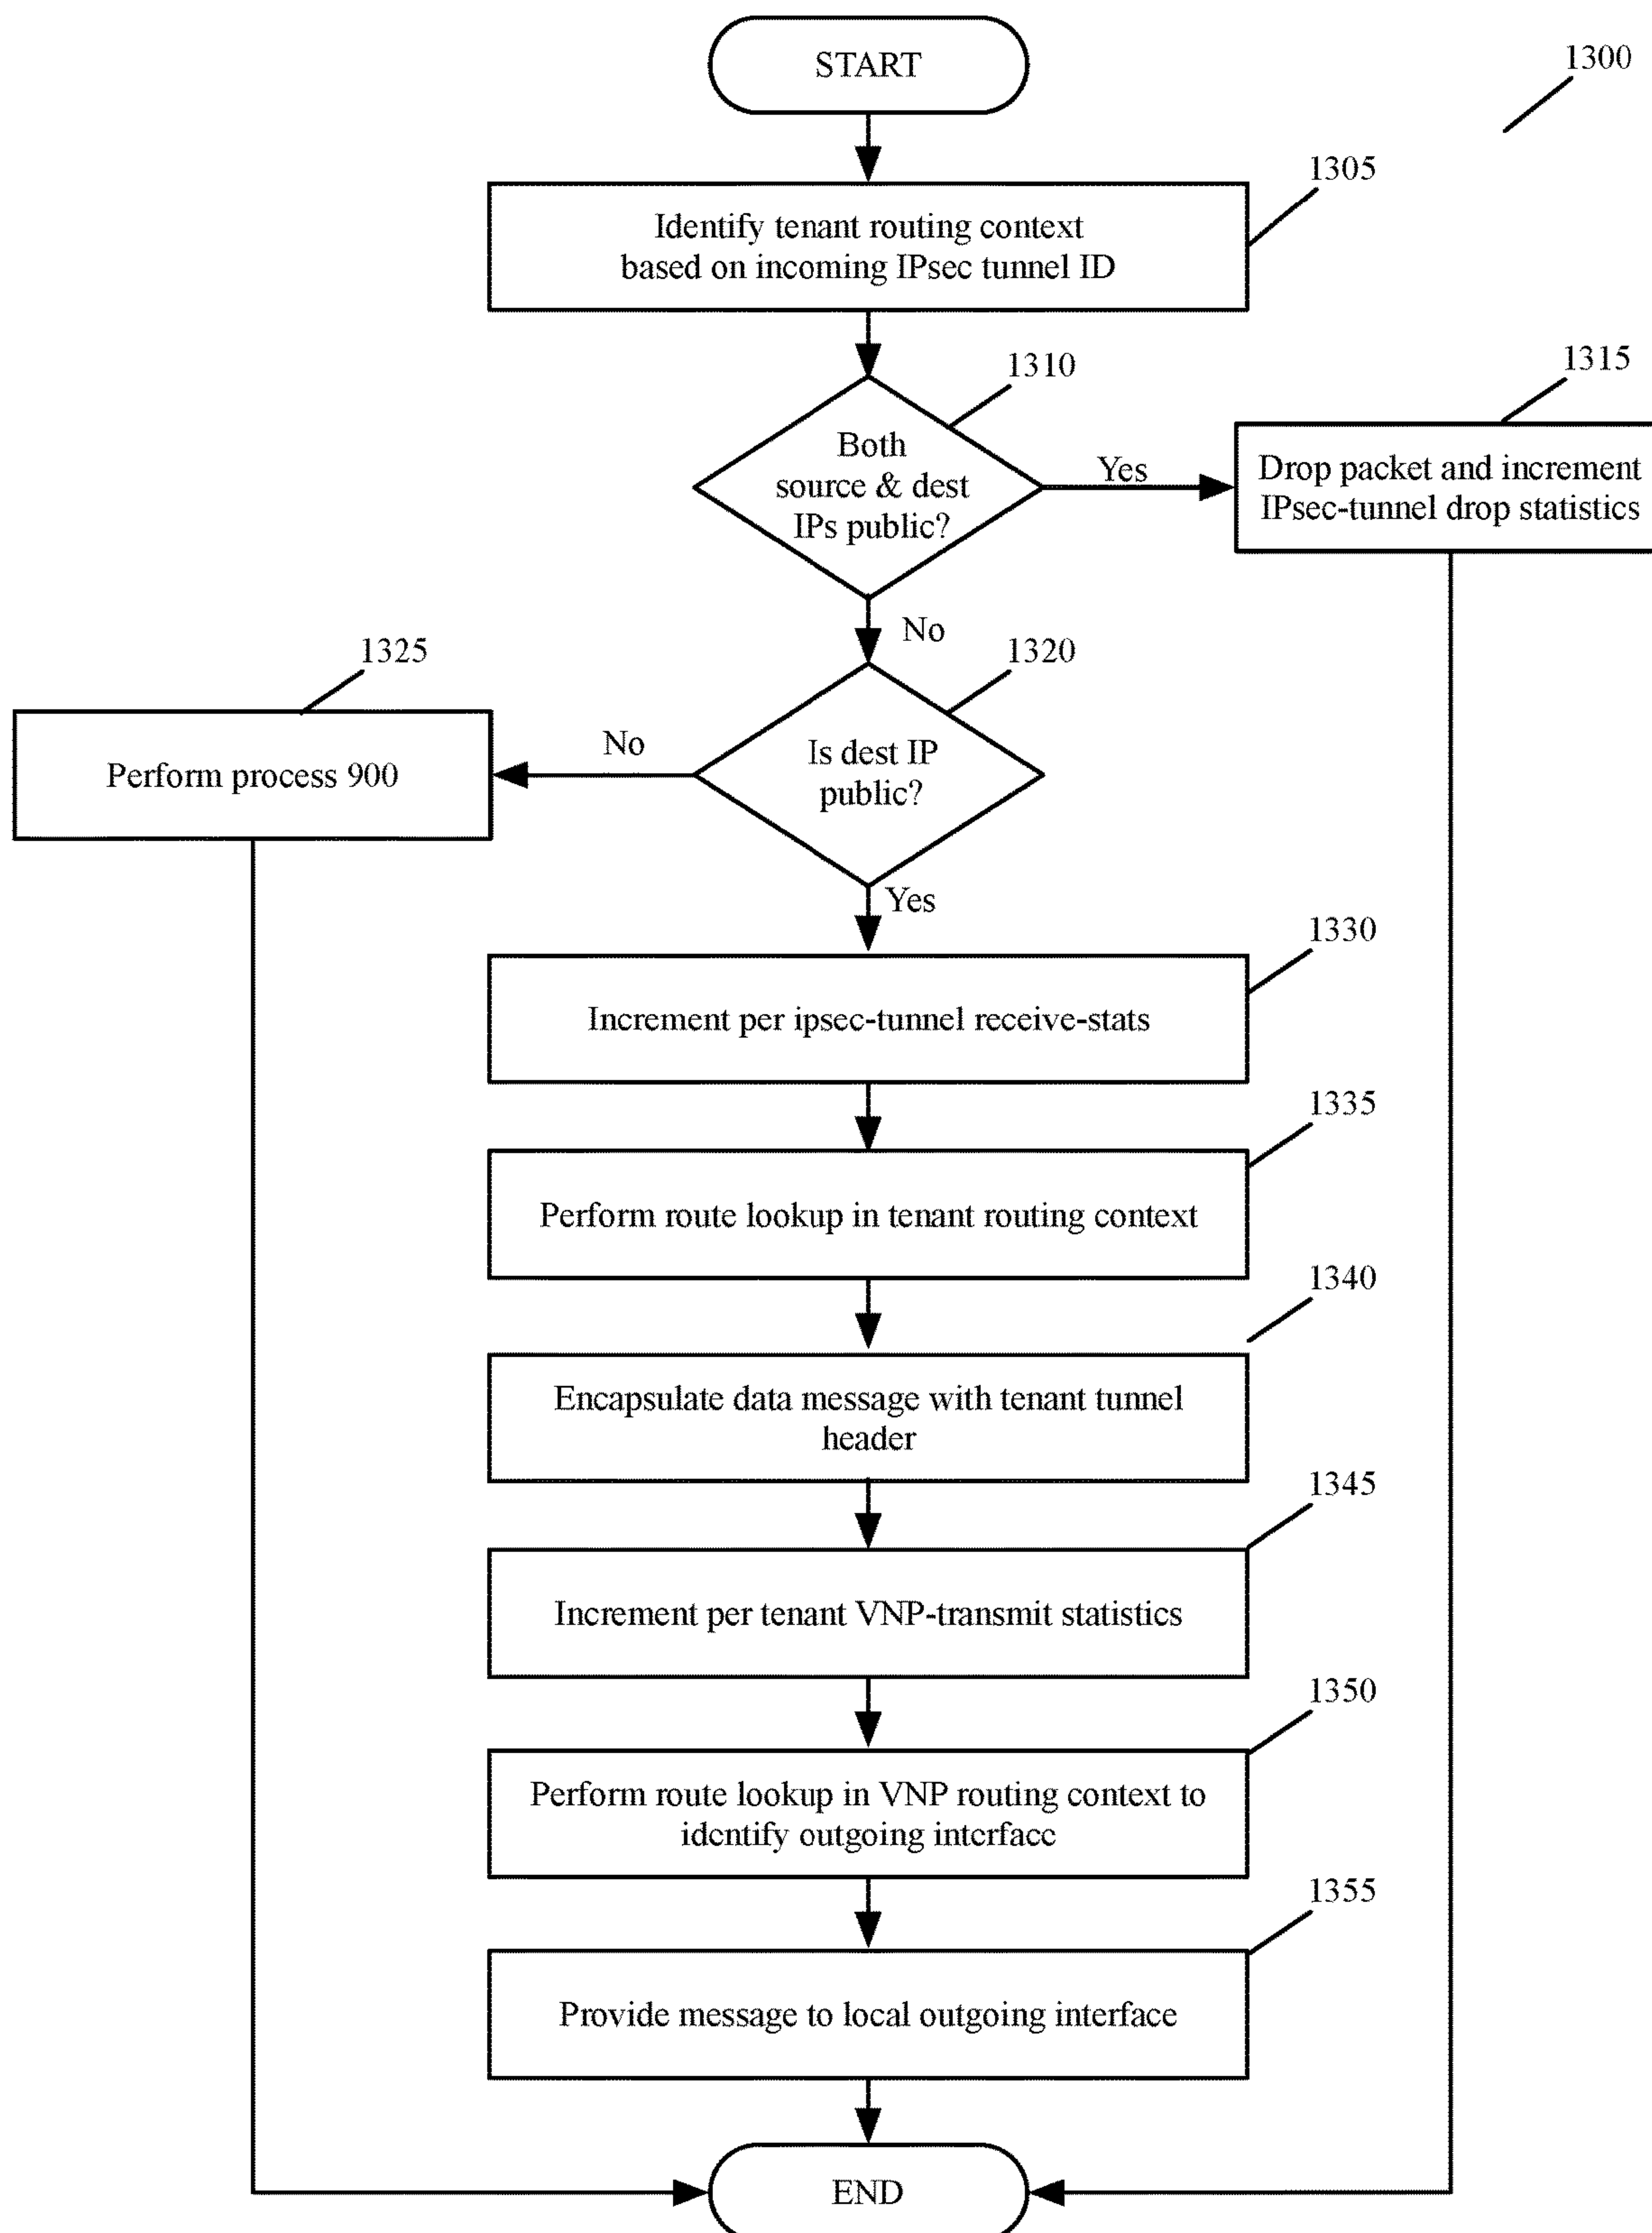 START
1300
1305
Identify tenant routing context
based on incoming IPsec tunnel ID
1310
1315
Both
source & dest
IPs public?
Yes
Drop packet and increment
IPsec-tunnel drop statistics
No
1320
1325
No
Is dest IP
public?
Perform process 900
Yes
1330
Increment per ipsec-tunnel receive-stats
1335
Perform route lookup in tenant routing context
1340
Encapsulate data message with tenant tunnel
header
1345
Increment per tenant VNP-transmit statistics
1350
Perform route lookup in VNP routing context to
identify outgoing interface
1355
Provide message to local outgoing interface
END